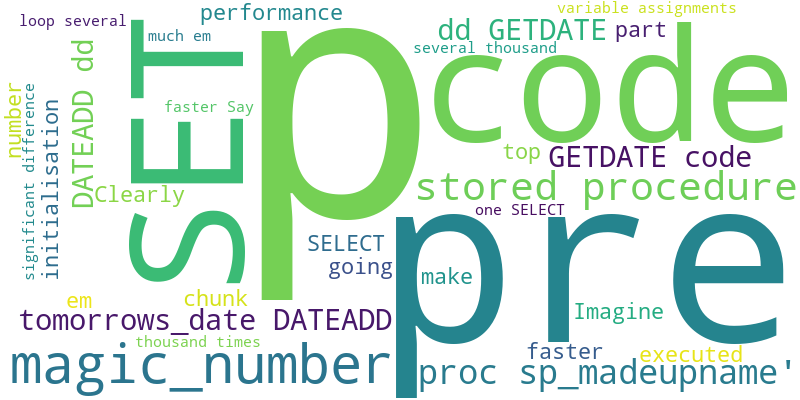 loop several
performance
variable assignments
much em
SET
p
dd GETDATE
part
several thousand
code
number
significant difference
initialisation
DATEADD dd
faster Say
Clearly
top
GETDATE code
stored procedure
one SELECT
pre
SELECT
going
make
em
chunk
Imagine
tomorrows_date DATEADD
thousand times
faster
executed
magic_number
proc sp_madeupname'